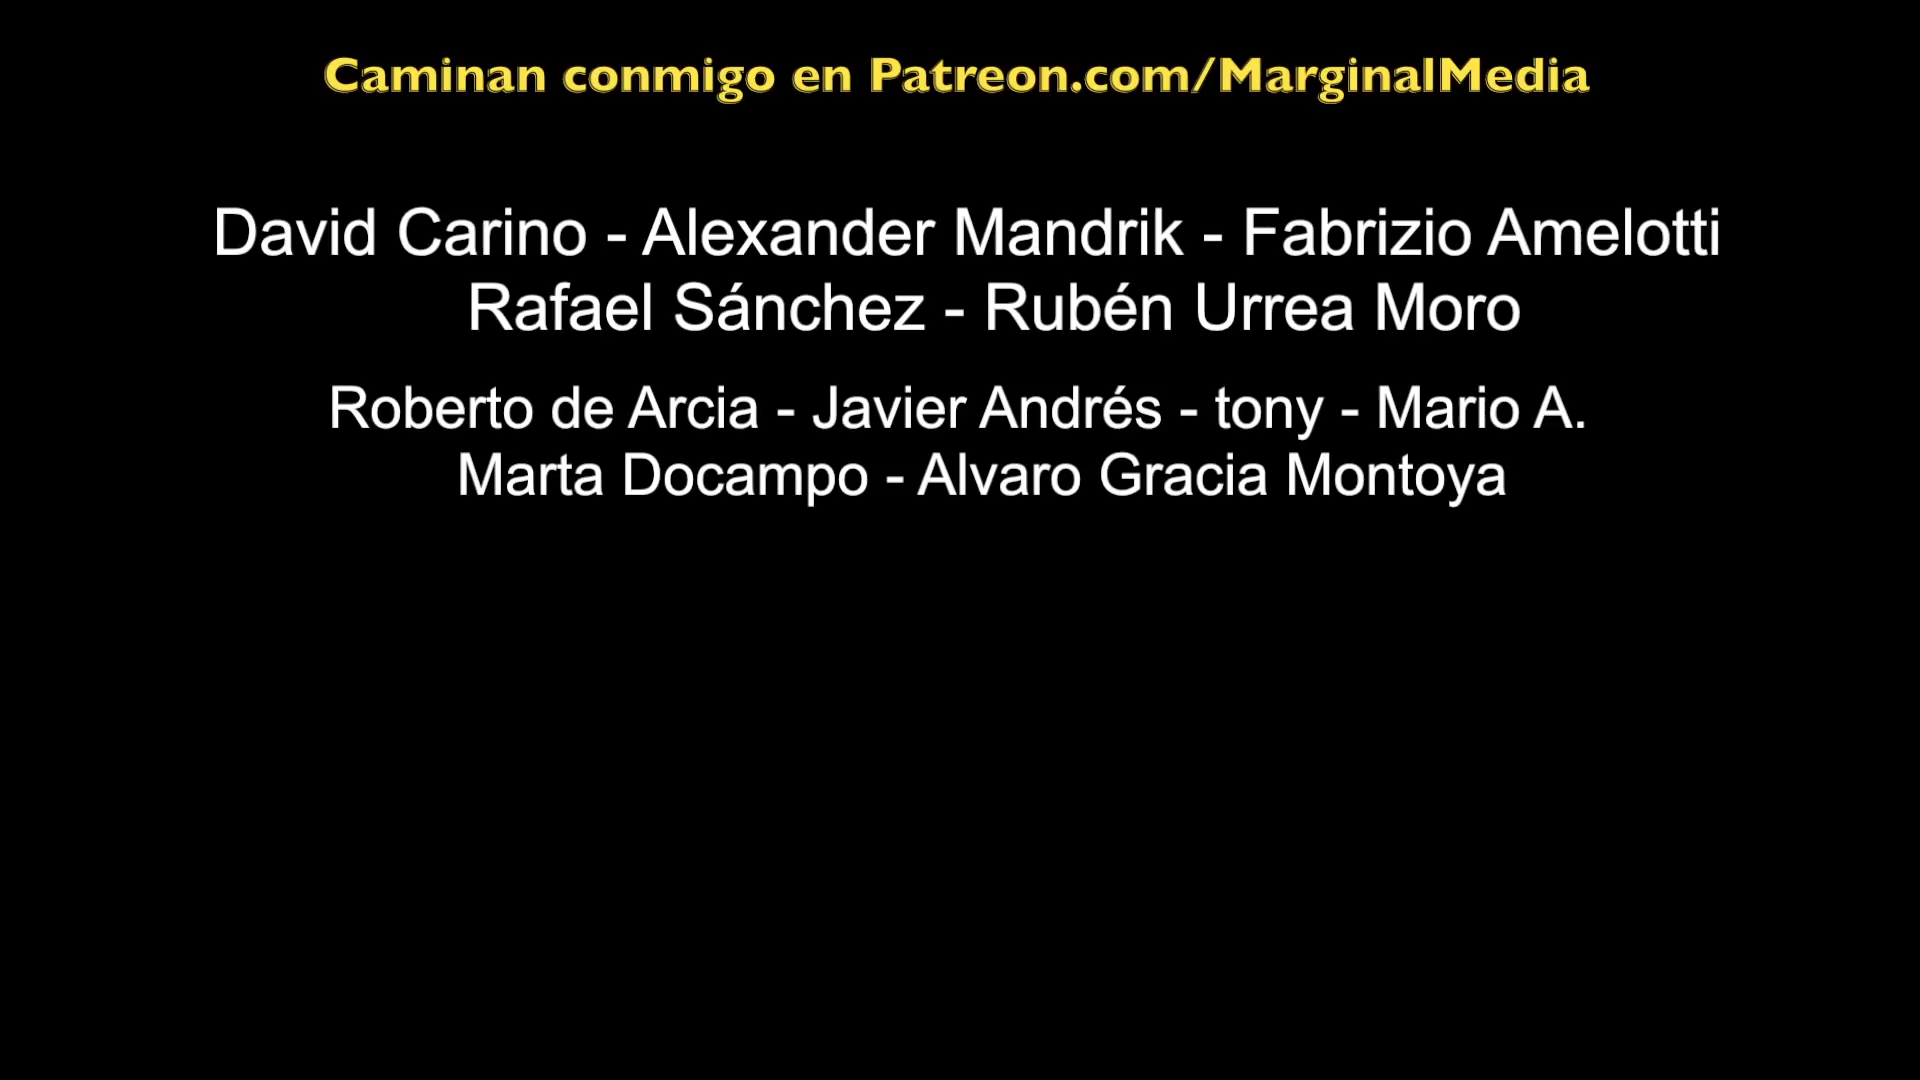 Caminan conmigo en Patreon.com/MarginalMedia
David Carino - Alexander Mandrik - Fabrizio Amelotti
Rafael Sánchez - Rubén Urrea Moro
Roberto de Arcia - Javier Andrés - tony - Mario A.
Marta Docampo - Alvaro Gracia Montoya